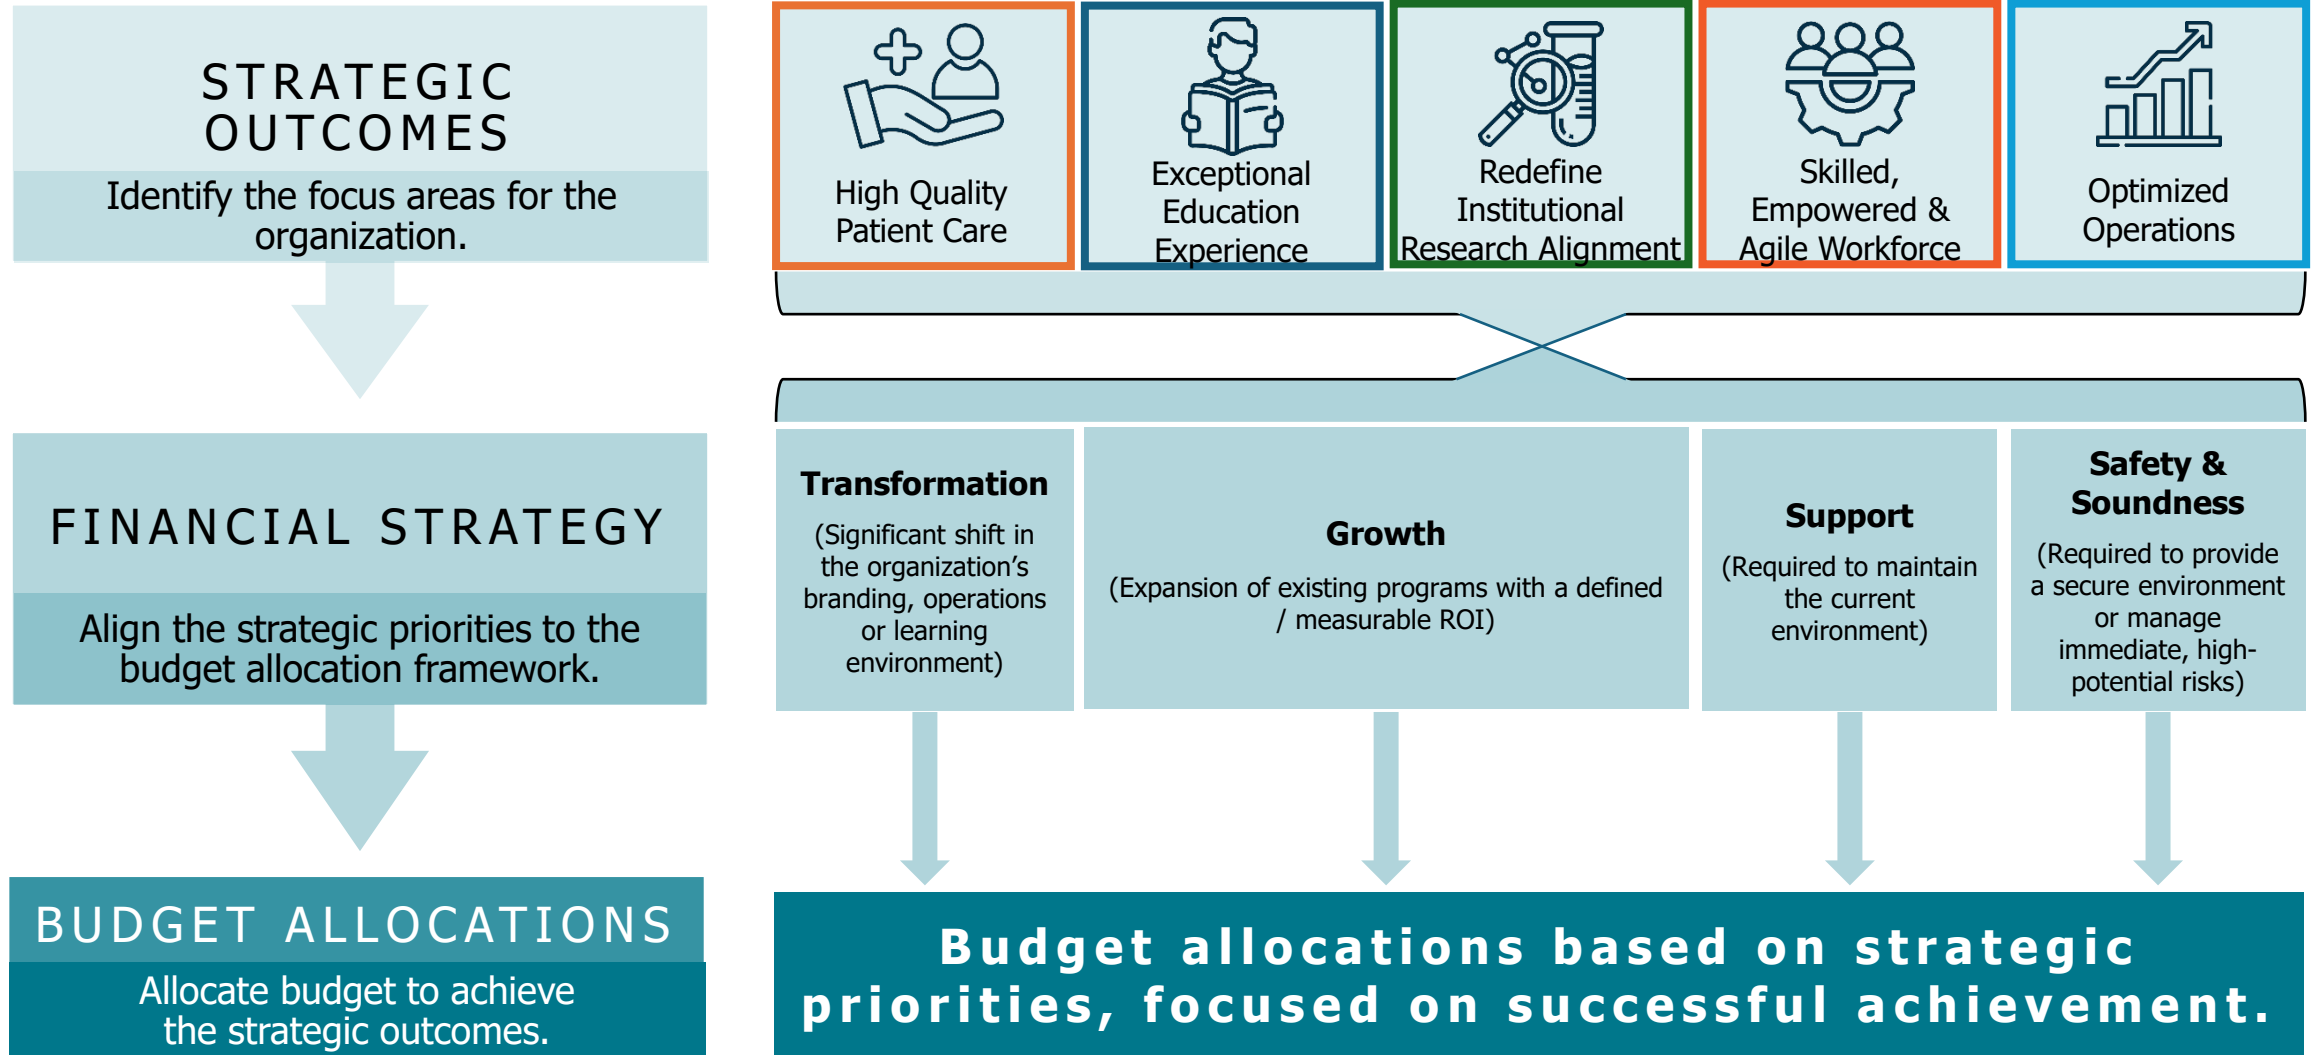 STRATEGIC
OUTCOMES
Identify the focus areas for the
organization.
High Quality
Patient Care
Exceptional
Education
Experience
Redefine
Institutional
Research Alignment
Skilled,
Empowered &
Agile Workforce
Optimized
Operations
FINANCIAL STRATEGY
Align the strategic priorities to the
budget allocation framework.
Transformation
(Significant shift in
the organization’s
branding, operations
or learning
environment)
Growth
(Expansion of existing programs with a defined
/ measurable ROI)
Support
(Required to maintain
the current
environment)
Safety &
Soundness
(Required to provide
a secure environment
or manage
immediate, high-
potential risks)
BUDGET ALLOCATIONS
Allocate budget to achieve
the strategic outcomes.
Budget allocations based on strategic
priorities, focused on successful achievement.